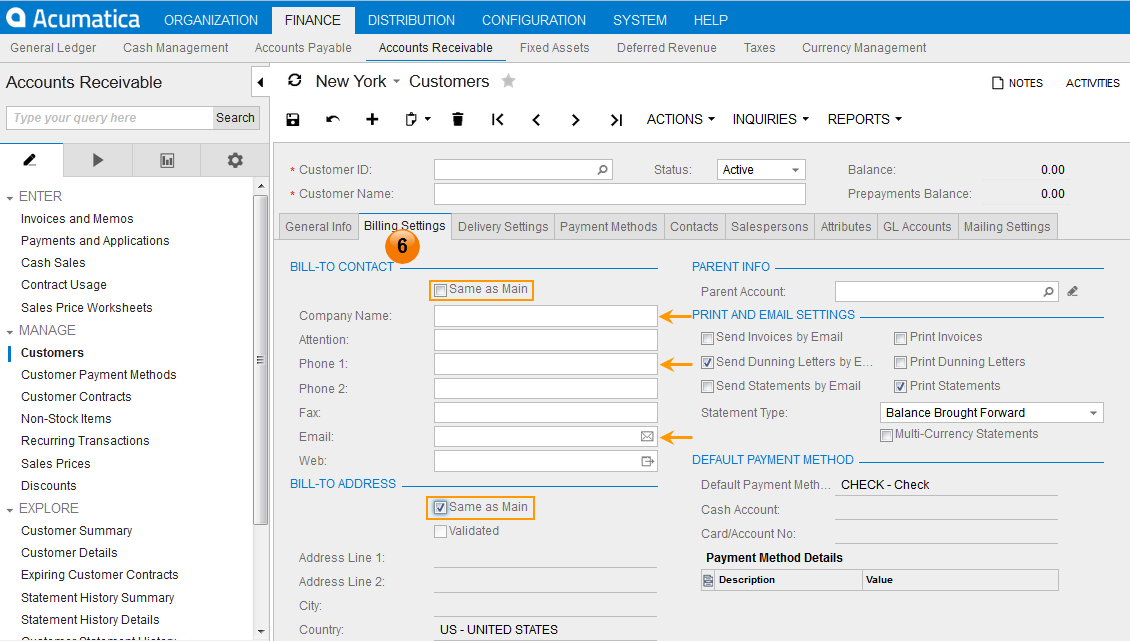 Acumatica ORGANIZATION FINANCE DISTRIBUTION CONFIGURATION SYSTEM HELP
General Ledger Cash Management Accounts Payable Accounts Receivable Fixed Assets Deferred Revenue Taxes Currency Management
Accounts Receivable
Type your query here Search
ENTER
Invoices and Memos
Payments and Applications
Cash Sales
Contract Usage
Sales Price Worksheets
MANAGE
Customers
Customer Payment Methods
Customer Contracts
Non-Stock Items
Recurring Transactions
Sales Prices
Discounts
EXPLORE
Customer Summary
Customer Details
Expiring Customer Contracts
Statement History Summary
Statement History Details
Customer Statement History
New York Customers NOTES ACTIVITIES
ACTIONS INQUIRIES REPORTS
* Customer ID: Status: Active Balance: 0.00
* Customer Name: Prepayments Balance: 0.00
General Info Billing Settings Delivery Settings Payment Methods Contacts Salespersons Attributes GL Accounts Mailing Settings
6
BILL-TO CONTACT
Same as Main
Company Name:
Attention:
Phone 1:
Phone 2:
Fax:
Email:
Web:
BILL-TO ADDRESS
Same as Main
Validated
Address Line 1:
Address Line 2:
City:
Country: US - UNITED STATES
PARENT INFO
Parent Account:
PRINT AND EMAIL SETTINGS
Send Invoices by Email Print Invoices
Send Dunning Letters by E... Print Dunning Letters
Send Statements by Email Print Statements
Statement Type: Balance Brought Forward
Multi-Currency Statements
DEFAULT PAYMENT METHOD
Default Payment Meth... CHECK - Check
Cash Account:
Card/Account No:
Payment Method Details
Description Value